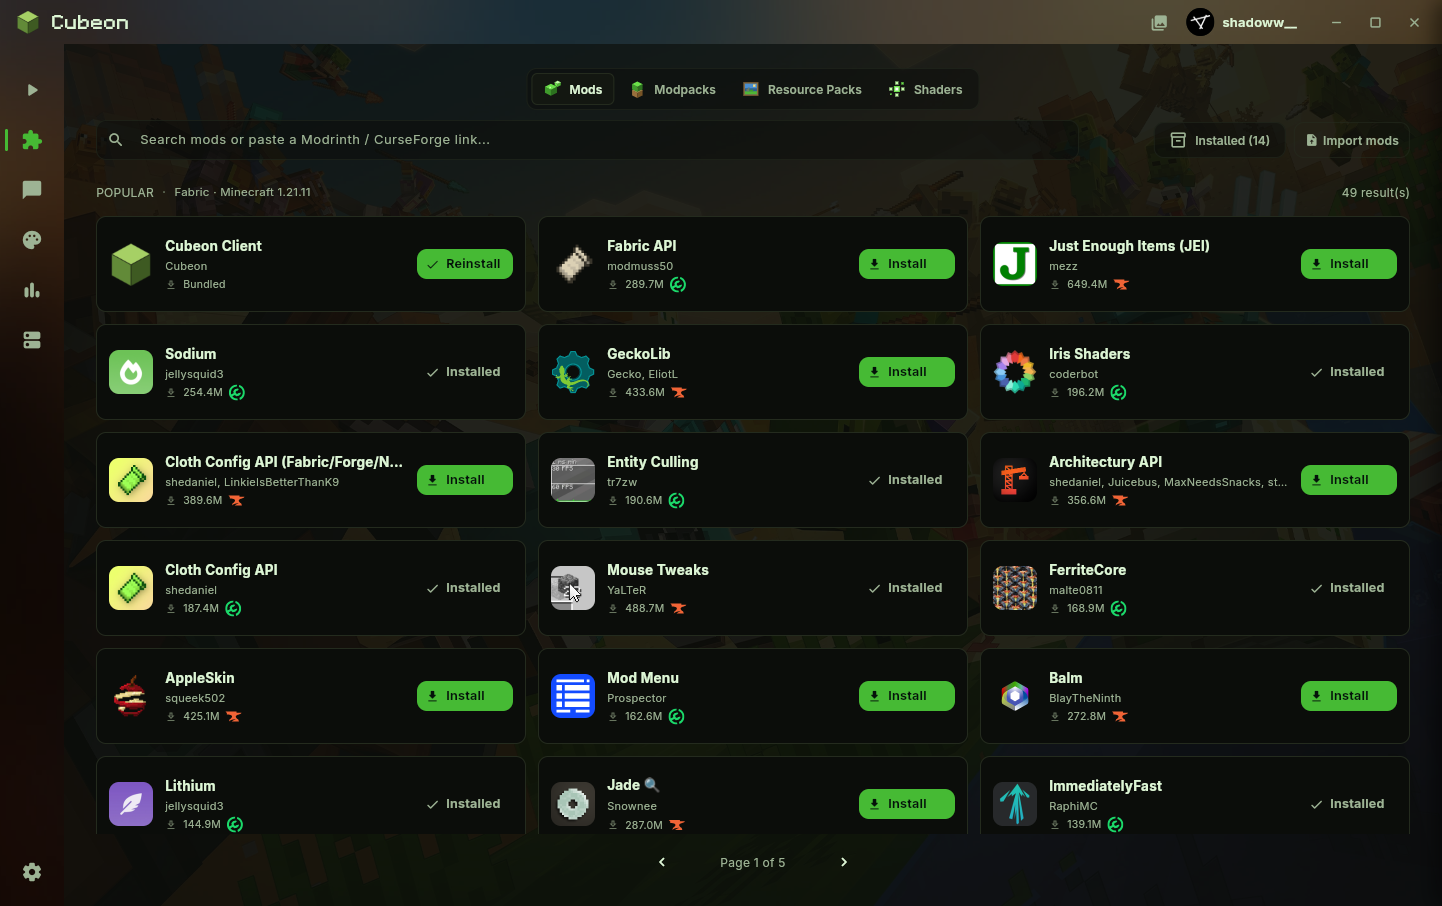 Cubeon
shadoww__
Mods
Modpacks
Resource Packs
Shaders
Search mods or paste a Modrinth / CurseForge link...
Installed (14)
Import mods
POPULAR · Fabric · Minecraft 1.21.11
49 result(s)
Cubeon Client
Cubeon
Bundled
Reinstall
Fabric API
modmuss50
289.7M
Install
Just Enough Items (JEI)
mezz
649.4M
Install
Sodium
jellysquid3
254.4M
Installed
GeckoLib
Gecko, EliotL
433.6M
Install
Iris Shaders
coderbot
196.2M
Installed
Cloth Config API (Fabric/Forge/N...
shedaniel, LinkieIsBetterThanK9
389.6M
Install
Entity Culling
tr7zw
190.6M
Installed
Architectury API
shedaniel, Juicebus, MaxNeedsSnacks, st...
356.6M
Install
Cloth Config API
shedaniel
187.4M
Installed
Mouse Tweaks
YaLTeR
488.7M
Installed
FerriteCore
malte0811
168.9M
Installed
AppleSkin
squeek502
425.1M
Install
Mod Menu
Prospector
162.6M
Install
Balm
BlayTheNinth
272.8M
Install
Lithium
jellysquid3
144.9M
Installed
Jade 🔍
Snownee
287.0M
Install
ImmediatelyFast
RaphiMC
139.1M
Installed
Page 1 of 5